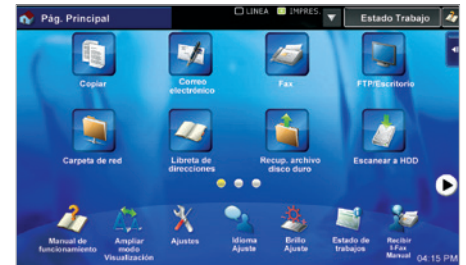 Pág. Principal
LINEA
IMPRES.
Estado Trabajo
Copiar
Correo
electrónico
Fax
FTP/Escritorio
Carpeta de red
Libreta de
direcciones
Recup. archivo
disco duro
Escanear a HDD
Manual de
funcionamiento
Ampliar
modo
Visualización
Ajustes
Idioma
Ajuste
Brillo
Ajuste
Estado de
trabajos
Recibir
I-Fax
Manual
04:15 PM